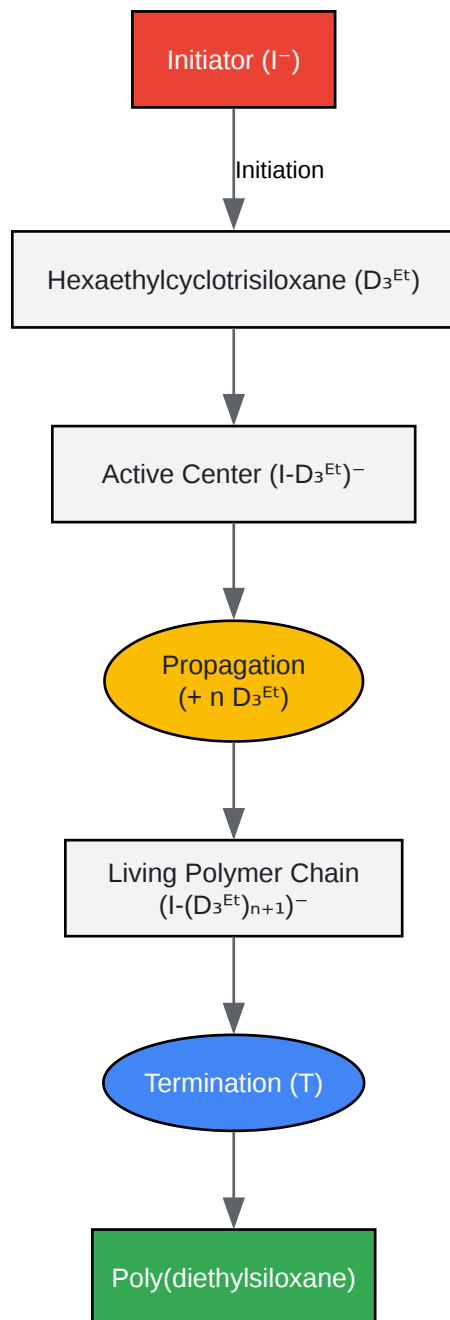 Initiator (I⁻)
Initiation
Hexaethylcyclotrisiloxane (D₃ᴱᵗ)
Active Center (I-D₃ᴱᵗ)⁻
Propagation
(+ n D₃ᴱᵗ)
Living Polymer Chain
(I-(D₃ᴱᵗ)ₙ₊₁)⁻
Termination (T)
Poly(diethylsiloxane)